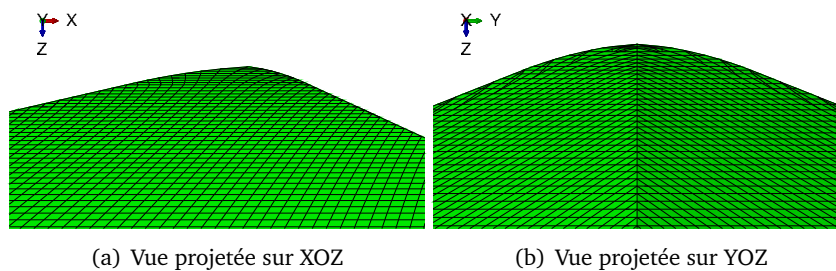 Y X
Z
X Y
Z
(a) Vue projetée sur XOZ
(b) Vue projetée sur YOZ